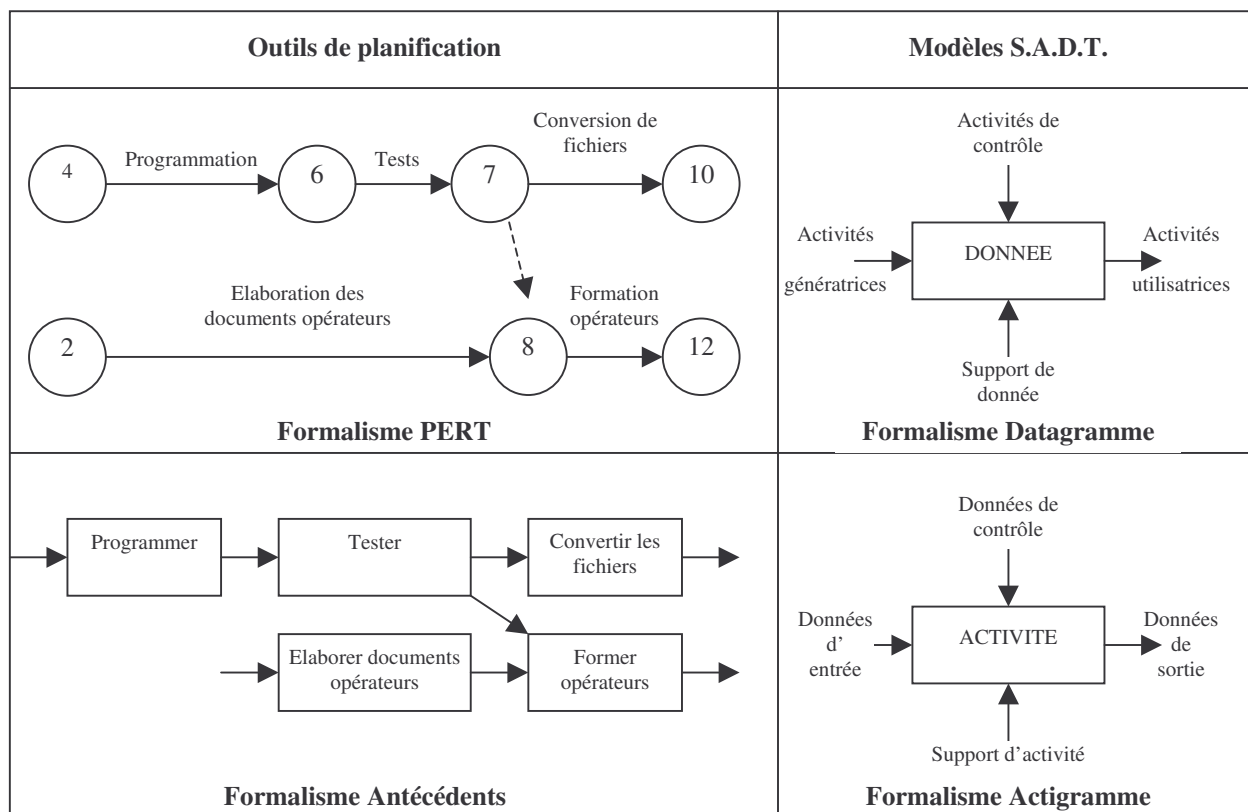 Outils de planification
Modèles S.A.D.T.
Conversion de
fichiers
Programmation
Tests
4
6
7
10
Elaboration des
documents opérateurs
Formation
opérateurs
2
8
12
Formalisme PERT
Activités de
contrôle
Activités
génératrices
DONNEE
Activités
utilisatrices
Support de
donnée
Formalisme Datagramme
Programmer
Tester
Convertir les
fichiers
Elaborer documents
opérateurs
Former
opérateurs
Formalisme Antécédents
Données de
contrôle
Données
d’
entrée
ACTIVITE
Données
de
sortie
Support d’activité
Formalisme Actigramme